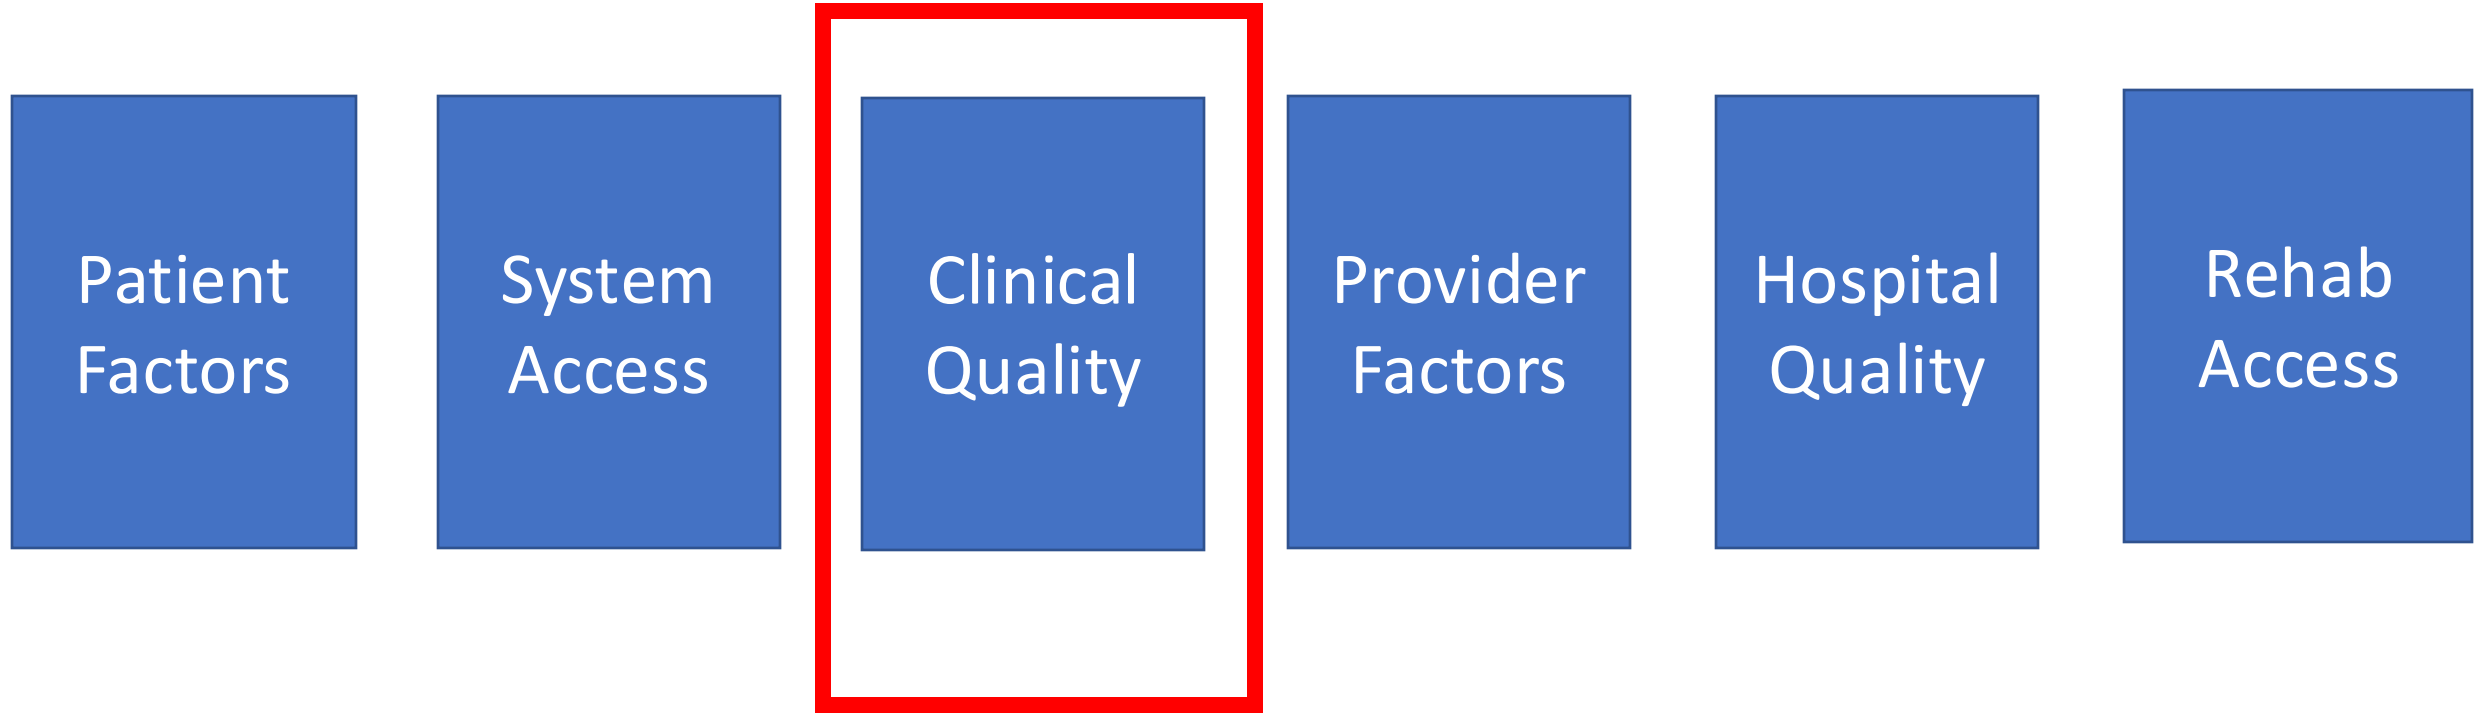 Patient
Factors
System
Access
Clinical
Quality
Provider
Factors
Hospital
Quality
Rehab
Access